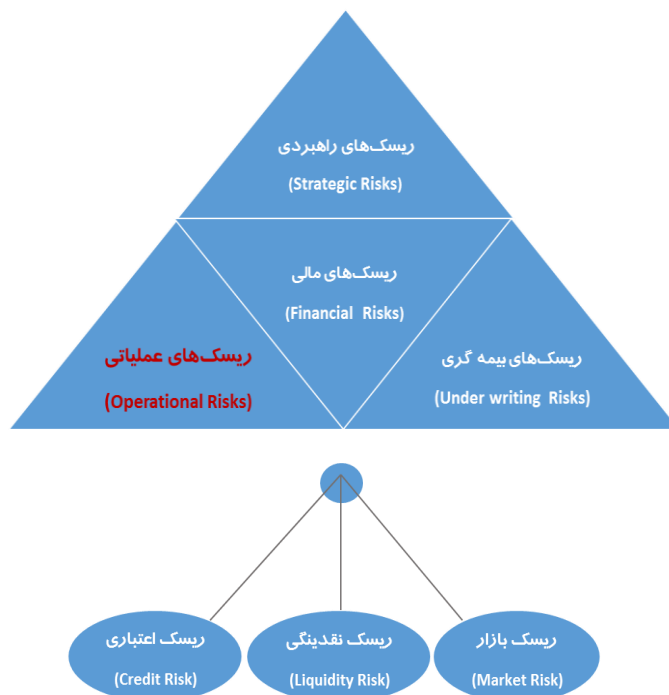 ریسک‌های راهبردی
(Strategic Risks)
ریسک‌های مالی
(Financial Risks)
ریسک‌های بیمه گری
(Under writing Risks)
ریسک‌های عملیاتی
(Operational Risks)
ریسک بازار
(Market Risk)
ریسک نقدینگی
(Liquidity Risk)
ریسک اعتباری
(Credit Risk)